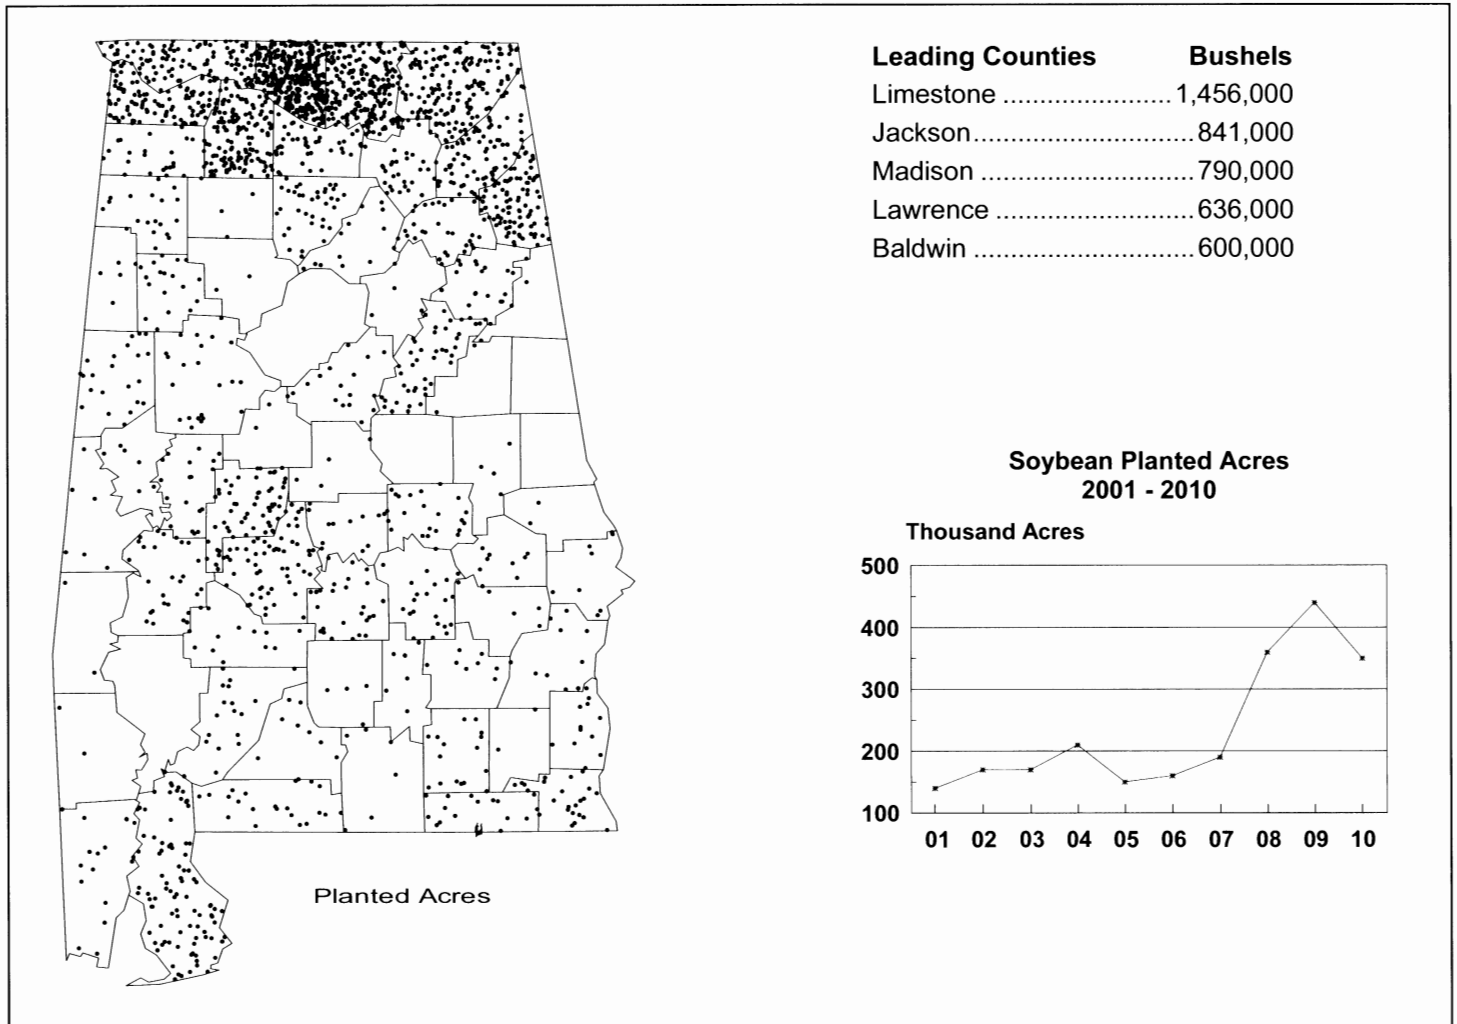 Leading Counties Bushels
Limestone ....................... 1,456,000
Jackson.............................. 841,000
Madison ............................. 790,000
Lawrence ........................... 636,000
Baldwin .............................. 600,000
Soybean Planted Acres
2001 - 2010
Thousand Acres
500
400
300
200
100
01 02 03 04 05 06 07 08 09 10
Planted Acres